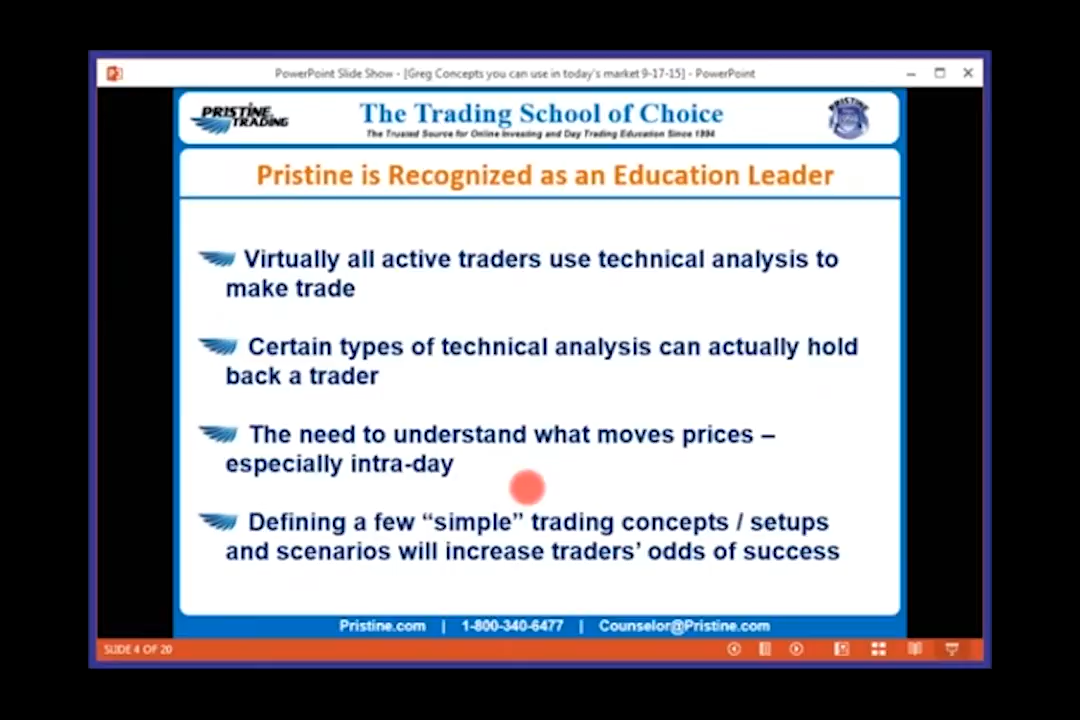 PowerPoint Slide Show - [Greg Concepts you can use in today's market 9-17-15] - PowerPoint
PRISTINE
TRADING
The Trading School of Choice
The Trusted Source for Online Investing and Day Trading Education Since 1994
PRISTINE
Pristine is Recognized as an Education Leader
Virtually all active traders use technical analysis to
make trade
Certain types of technical analysis can actually hold
back a trader
The need to understand what moves prices –
especially intra-day
Defining a few “simple” trading concepts / setups
and scenarios will increase traders’ odds of success
Pristine.com | 1-800-340-6477 | Counselor@Pristine.com
SLIDE 4 OF 20